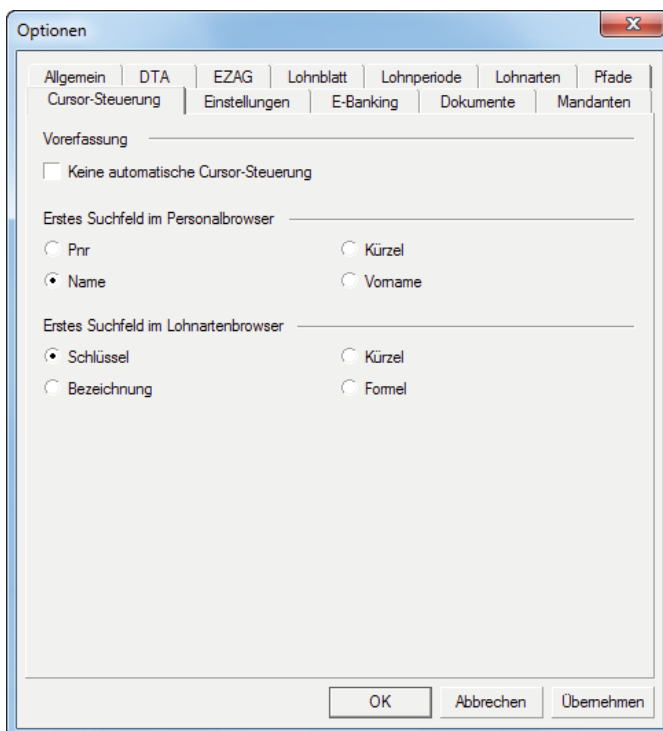 Optionen
Allgemein DTA EZAG Lohnblatt Lohnperiode Lohnarten Pfade
Cursor-Steuerung Einstellungen E-Banking Dokumente Mandanten
Vorerfassung
Keine automatische Cursor-Steuerung
Erstes Suchfeld im Personalbrowser
Pnr Kürzel
Name Vorname
Erstes Suchfeld im Lohnartenbrowser
Schlüssel Kürzel
Bezeichnung Formel
OK Abbrechen Übernehmen